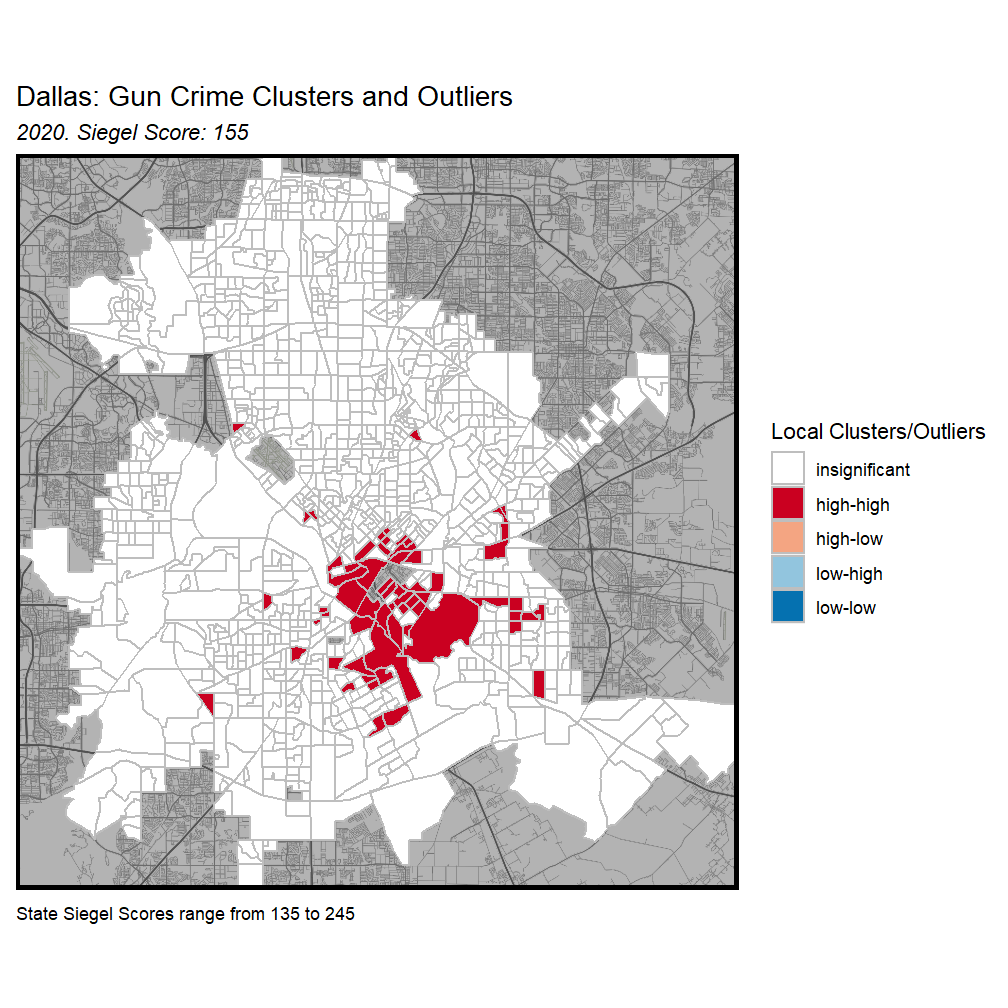 Dallas: Gun Crime Clusters and Outliers
2020. Siegel Score: 155
Local Clusters/Outliers
insignificant
high-high
high-low
low-high
low-low
State Siegel Scores range from 135 to 245